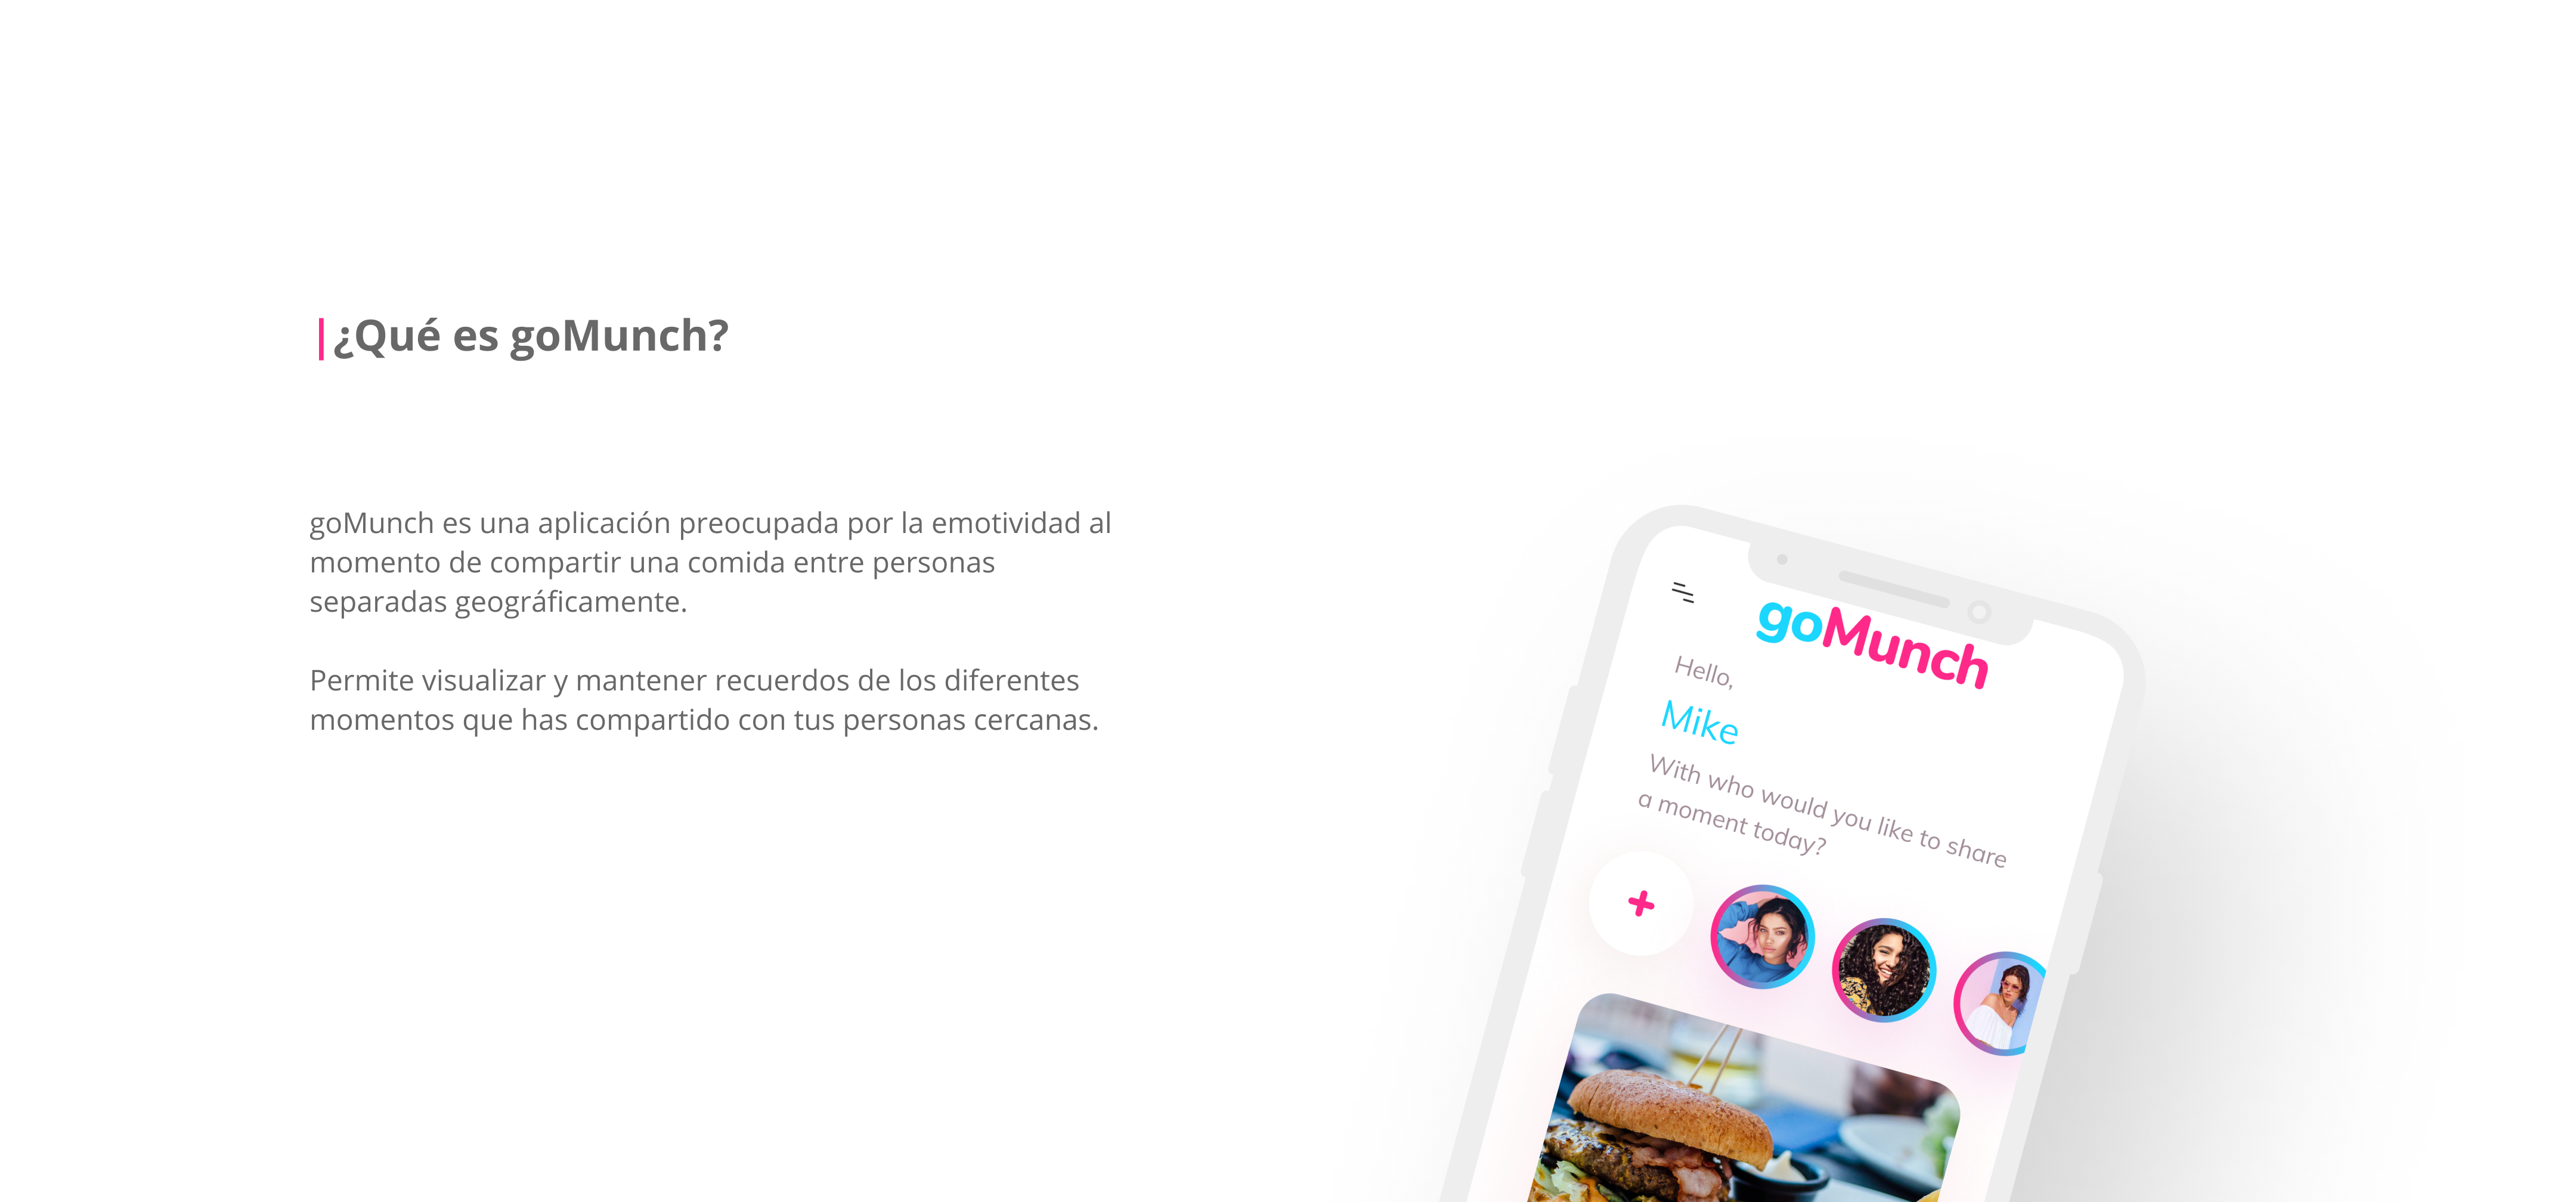 ¿Qué es goMunch?
goMunch es una aplicación preocupada por la emotividad al
momento de compartir una comida entre personas
separadas geográficamente.
Permite visualizar y mantener recuerdos de los diferentes
momentos que has compartido con tus personas cercanas.
goMunch
Hello,
Mike
With who would you like to share
a moment today?